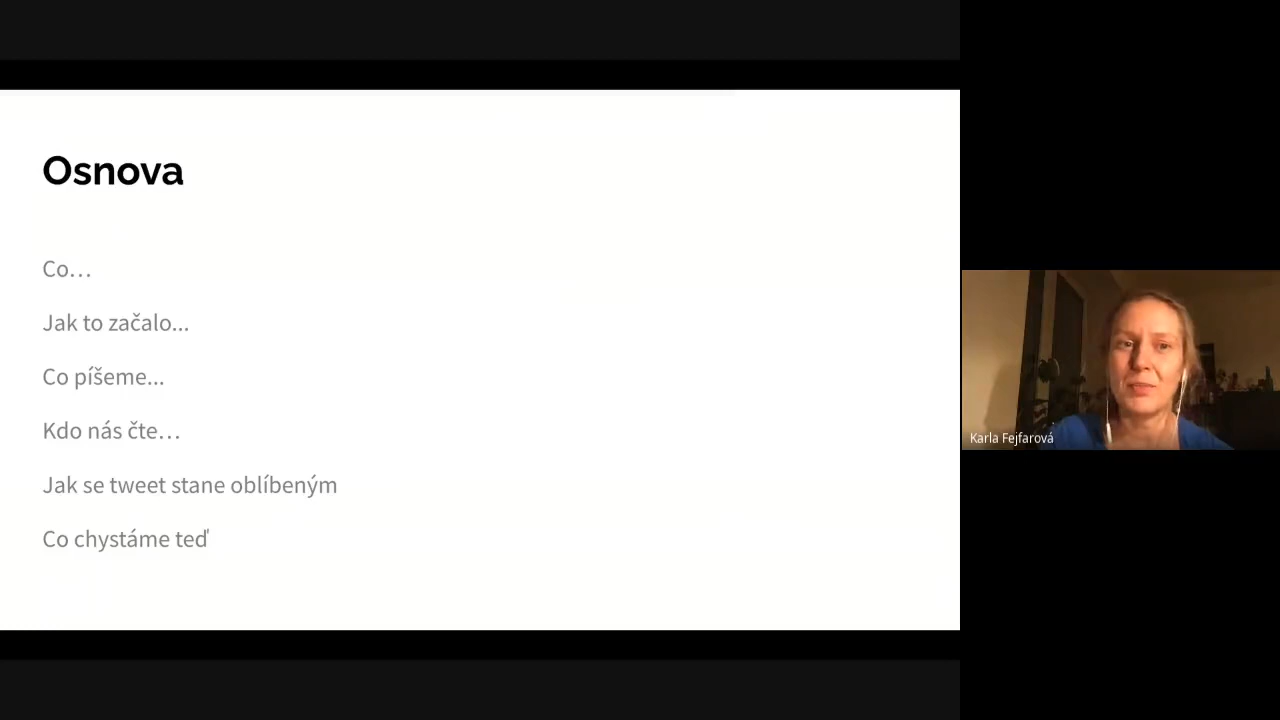 Osnova
Co…
Jak to začalo...
Co píšeme...
Kdo nás čte…
Jak se tweet stane oblíbeným
Co chystáme teď
Karla Fejfarová